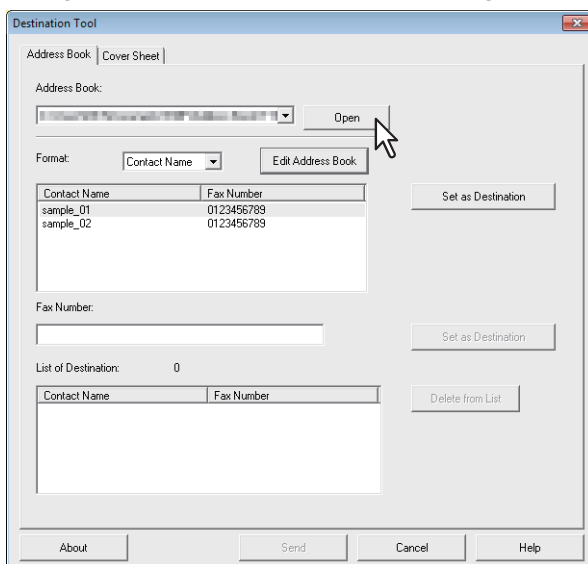 Destination Tool
Address Book Cover Sheet
Address Book:
Open
Format: Contact Name Edit Address Book
Contact Name Fax Number
sample_01 0123456789
sample_02 0123456789
Set as Destination
Fax Number:
Set as Destination
List of Destination: 0
Contact Name Fax Number
Delete from List
About Send Cancel Help